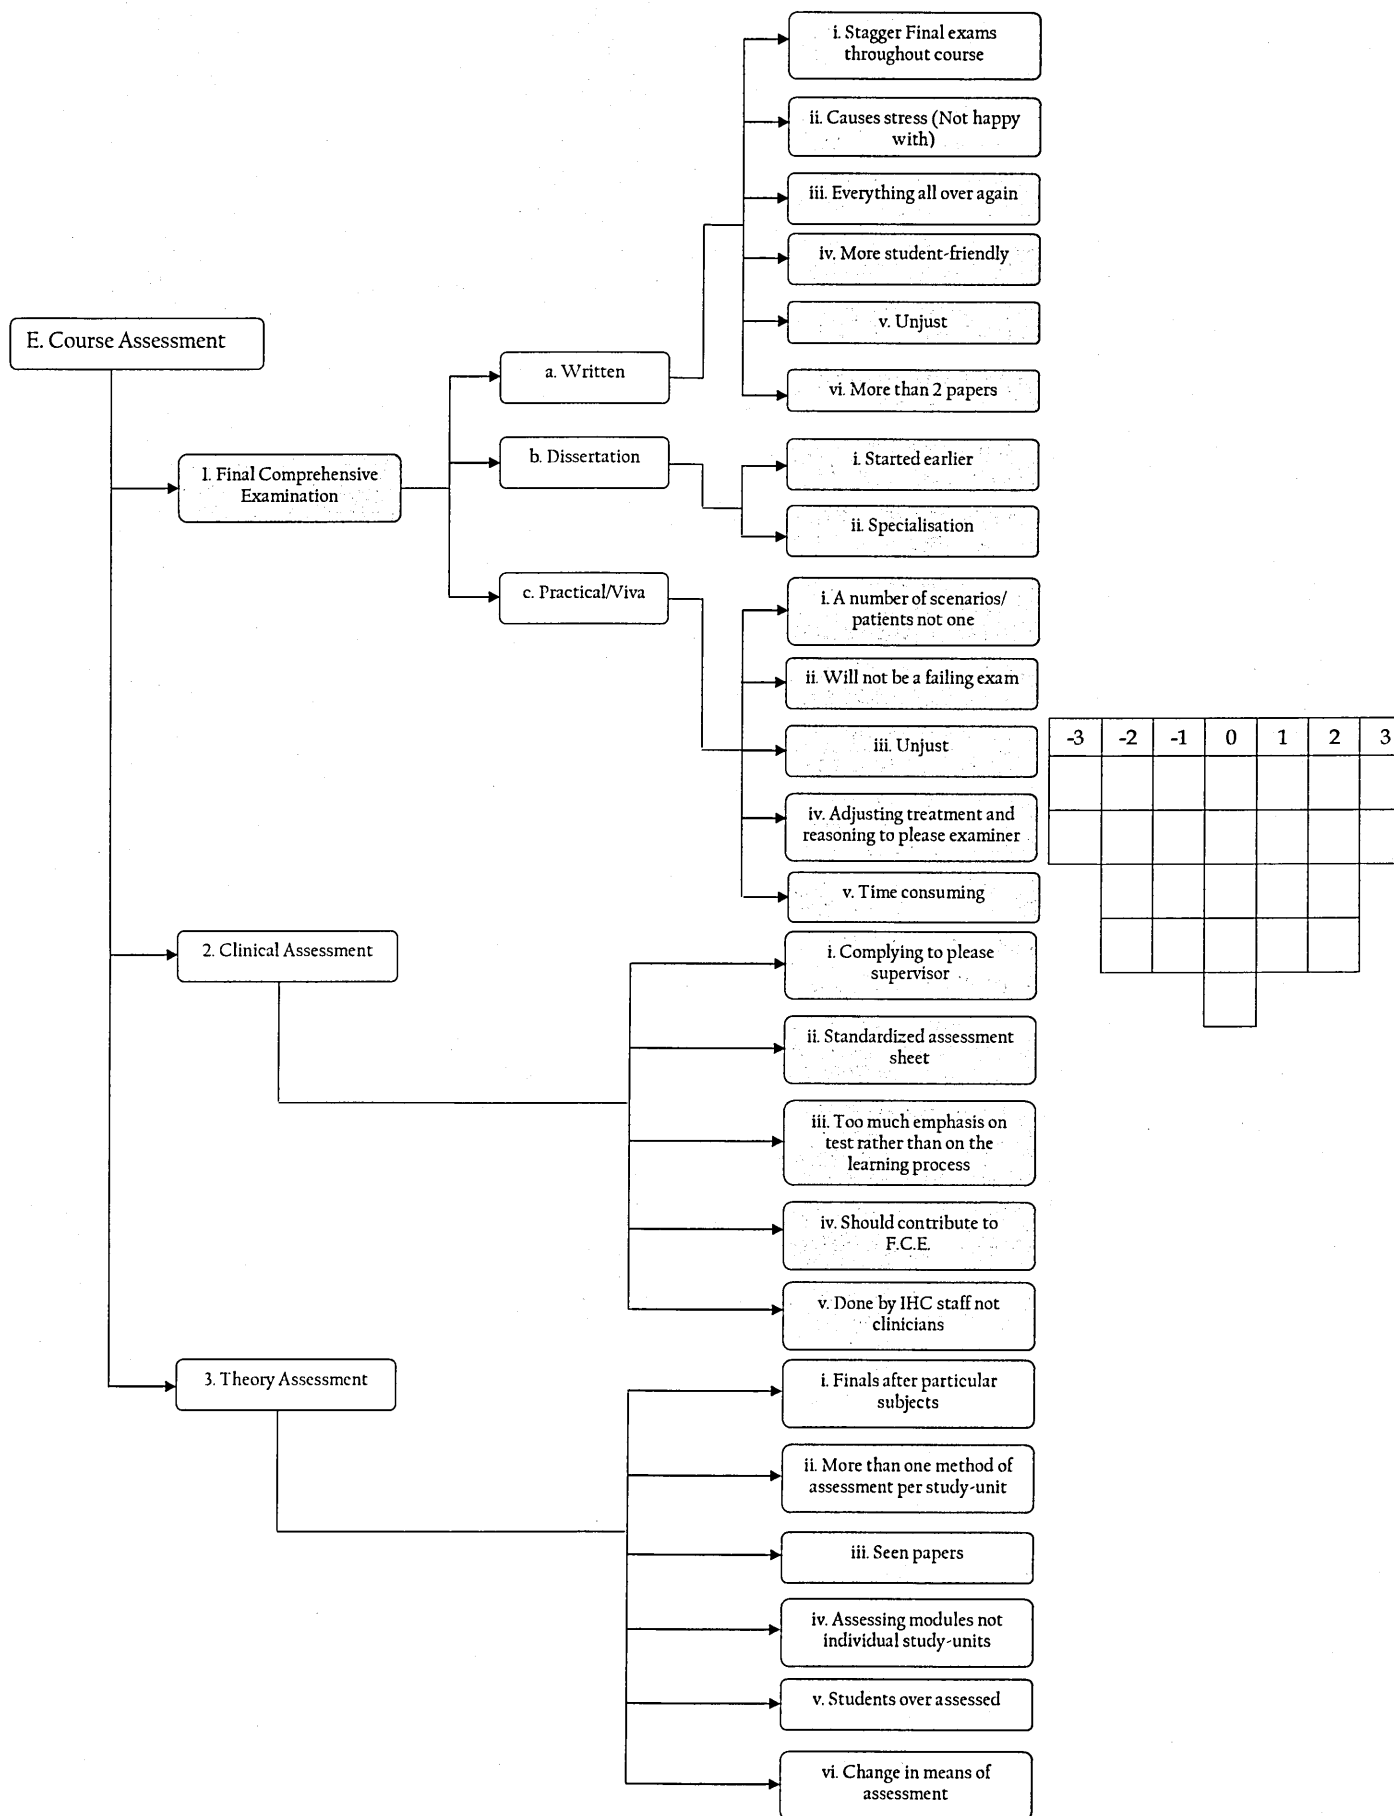 E. Course Assessment
1. Final Comprehensive
Examination
a. Written
i. Stagger Final exams
throughout course
ii. Causes stress (Not happy
with)
iii. Everything all over again
iv. More student-friendly
v. Unjust
vi. More than 2 papers
b. Dissertation
i. Started earlier
ii. Specialisation
c. Practical/Viva
i. A number of scenarios/
patients not one
ii. Will not be a failing exam
iii. Unjust
iv. Adjusting treatment and
reasoning to please examiner
v. Time consuming
-3 -2 -1 0 1 2 3
2. Clinical Assessment
i. Complying to please
supervisor
ii. Standardized assessment
sheet
iii. Too much emphasis on
test rather than on the
learning process
iv. Should contribute to
F.C.E.
v. Done by IHC staff not
clinicians
3. Theory Assessment
i. Finals after particular
subjects
ii. More than one method of
assessment per study-unit
iii. Seen papers
iv. Assessing modules not
individual study-units
v. Students over assessed
vi. Change in means of
assessment